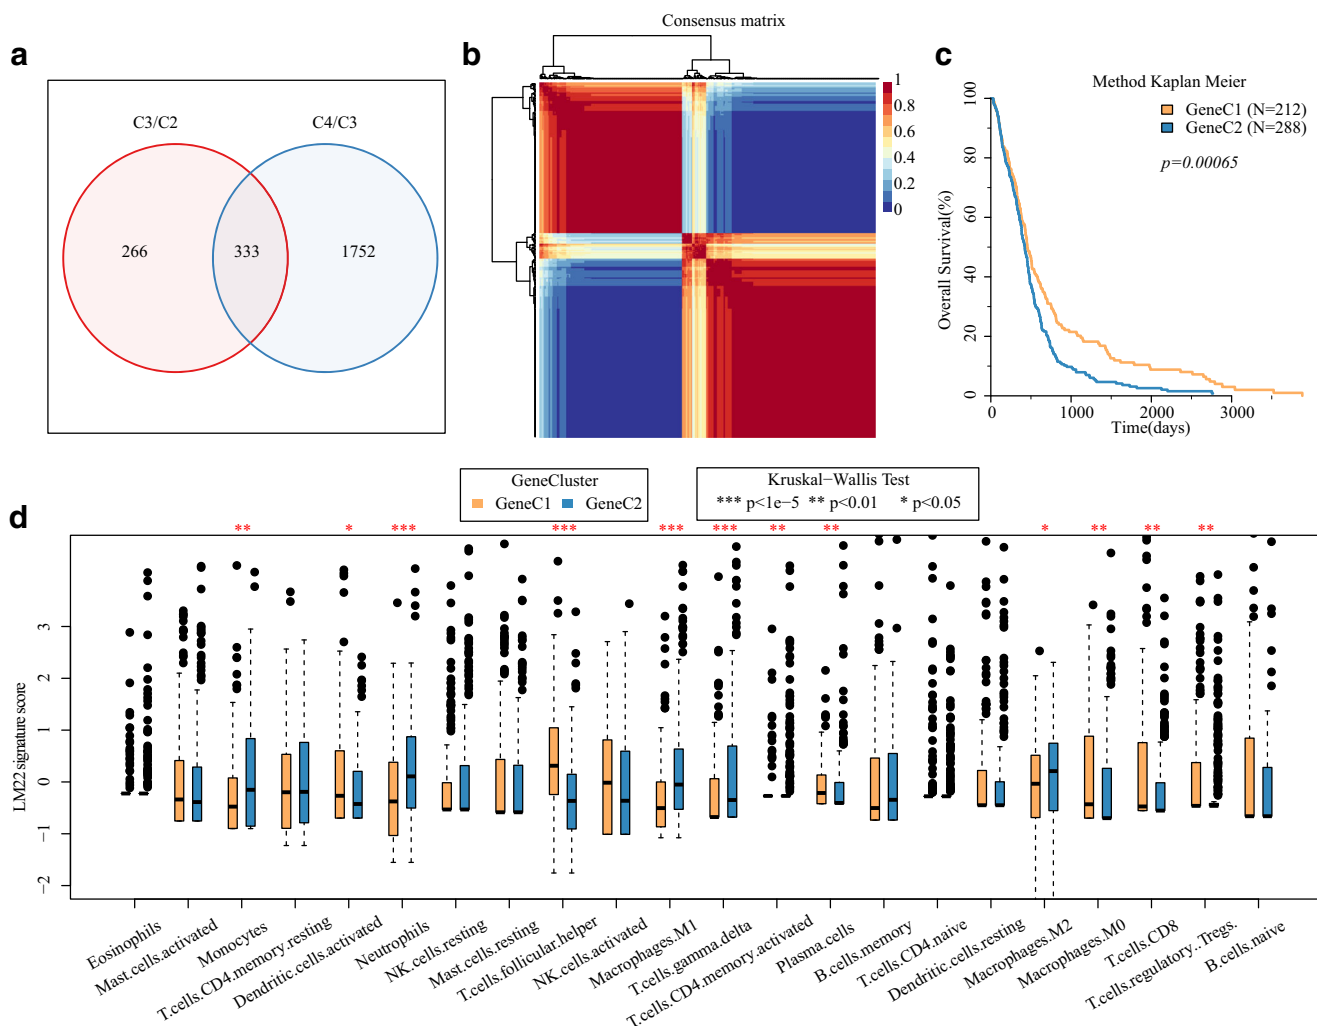 a
C3/C2
C4/C3
266
333
1752
b
Consensus matrix
1
0.8
0.6
0.4
0.2
0
c
Method Kaplan Meier
GeneC1 (N=212)
GeneC2 (N=288)
p=0.00065
Overall Survival(%)
100
80
60
40
20
0
0 1000 2000 3000
Time(days)
d
GeneCluster
GeneC1 GeneC2
Kruskal−Wallis Test
*** p<1e−5 ** p<0.01 * p<0.05
** * *** *** *** *** ** ** * ** ** **
LM22 signature score
3
2
1
0
−1
−2
Eosinophils
Mast.cells.activated
Monocytes
T.cells.CD4.memory.resting
Dendritic.cells.activated
Neutrophils
NK.cells.resting
Mast.cells.resting
T.cells.follicular.helper
NK.cells.activated
Macrophages.M1
T.cells.gamma.delta
T.cells.CD4.memory.activated
Plasma.cells
B.cells.memory
T.cells.CD4.naive
Dendritic.cells.resting
Macrophages.M2
Macrophages.M0
T.cells.CD8
T.cells.regulatory..Tregs.
B.cells.naive